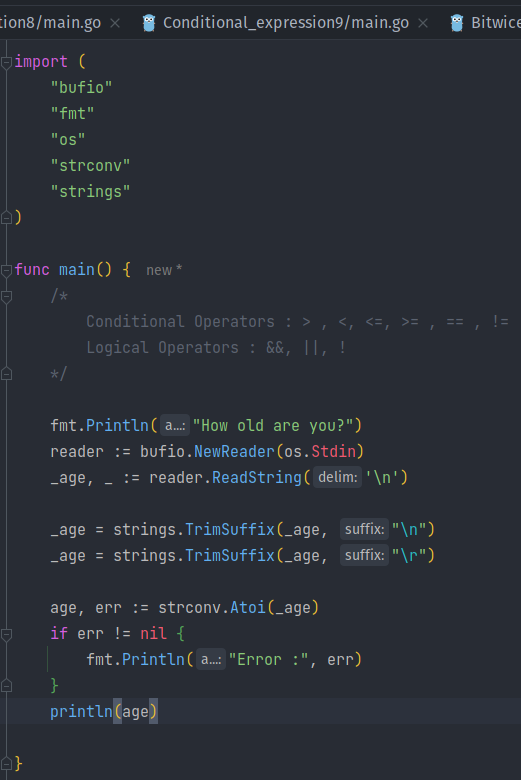 tion8/main.go × Conditional_expression9/main.go × Bitwice
import (
"bufio"
"fmt"
"os"
"strconv"
"strings"
)
func main() { new *
/*
Conditional Operators : > , <, <=, >= , == , !=
Logical Operators : &&, ||, !
*/
fmt.Println( a...: "How old are you?")
reader := bufio.NewReader(os.Stdin)
_age, _ := reader.ReadString( delim: '\n')
_age = strings.TrimSuffix(_age, suffix: "\n")
_age = strings.TrimSuffix(_age, suffix: "\r")
age, err := strconv.Atoi(_age)
if err != nil {
fmt.Println( a...: "Error :", err)
}
println(age)
}